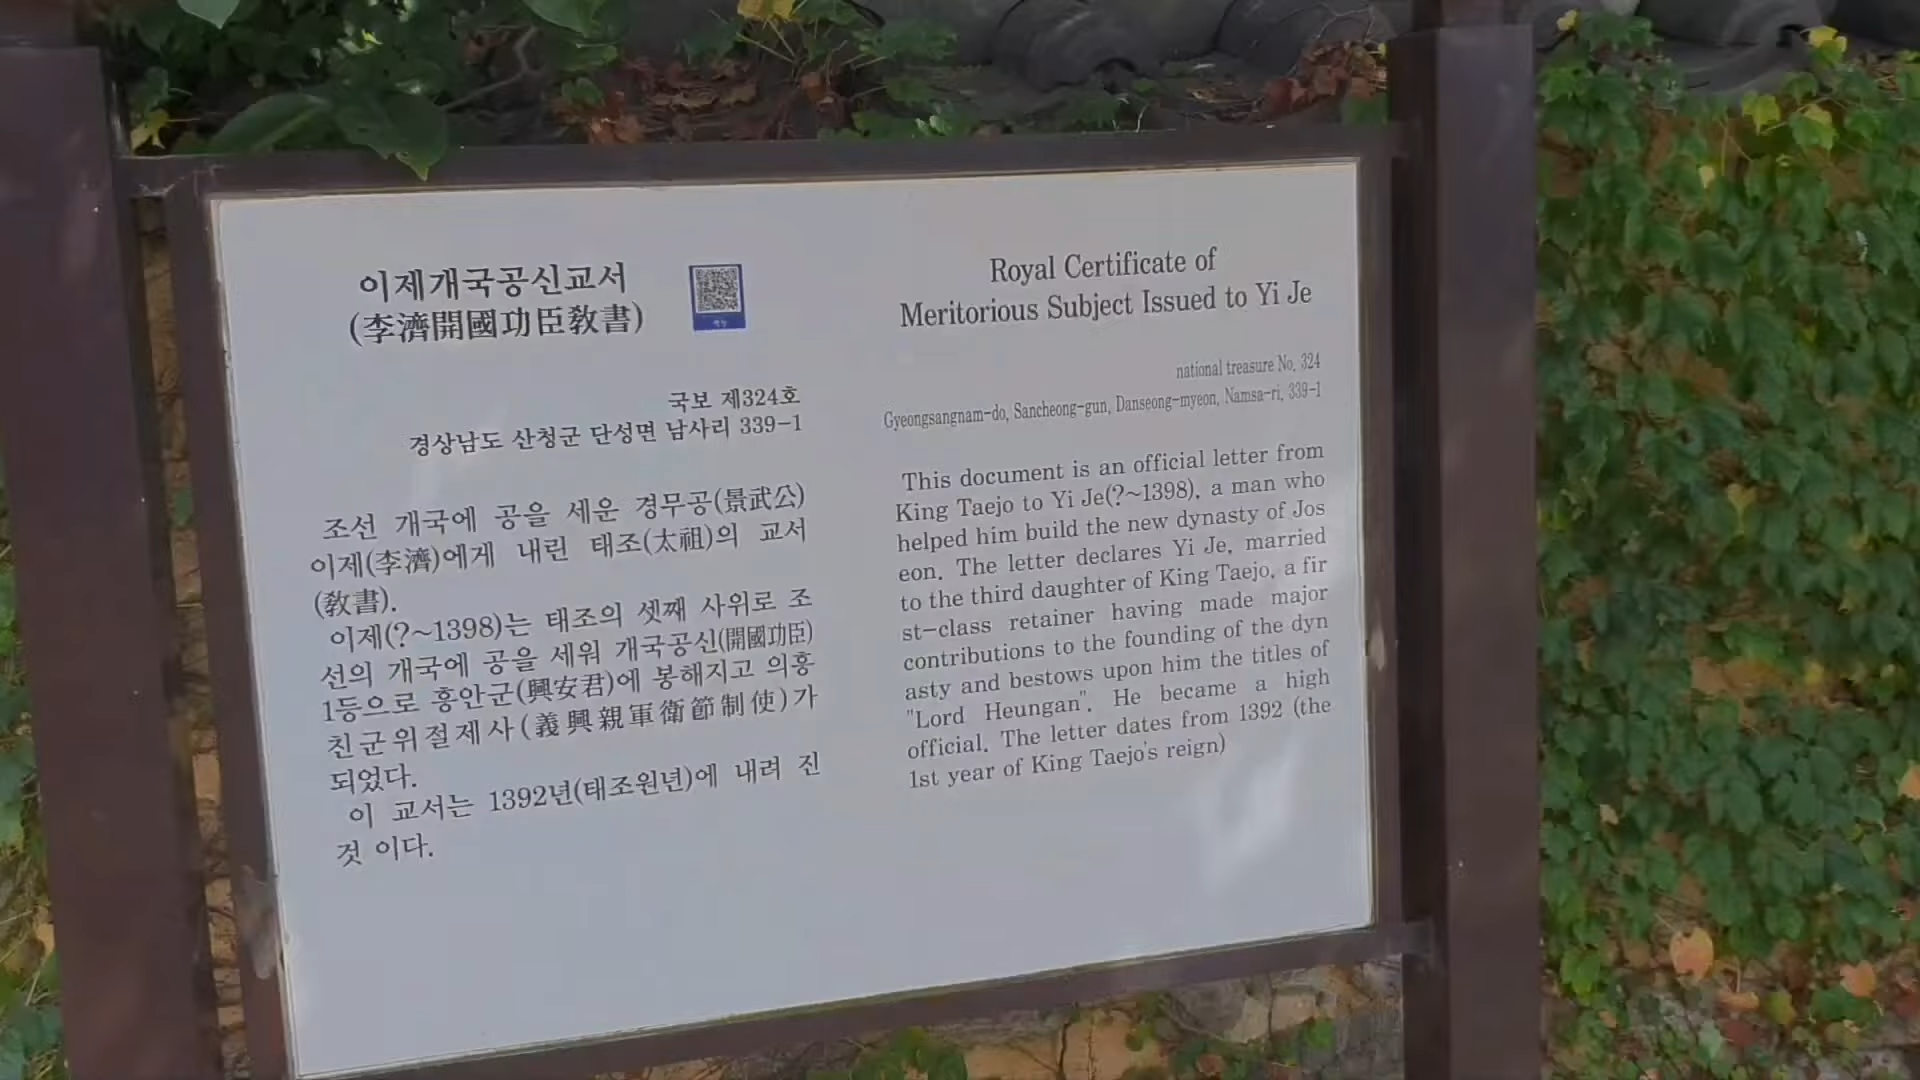 이제개국공신교서
(李濟開國功臣敎書)
국보 제324호
경상남도 산청군 단성면 남사리 339-1
조선 개국에 공을 세운 경무공(景武公)
이제(李濟)에게 내린 태조(太祖)의 교서
(敎書).
이제(?~1398)는 태조의 셋째 사위로 조
선의 개국에 공을 세워 개국공신(開國功臣)
1등으로 흥안군(興安君)에 봉해지고 의흥
친군위절제사(義興親軍衛節制使)가
되었다.
이 교서는 1392년(태조원년)에 내려 진
것 이다.
Royal Certificate of
Meritorious Subject Issued to Yi Je
national treasure No. 324
Gyeongsangnam-do, Sancheong-gun, Danseong-myeon, Namsa-ri, 339-1
This document is an official letter from
King Taejo to Yi Je(?~1398), a man who
helped him build the new dynasty of Jos
eon. The letter declares Yi Je, married
to the third daughter of King Taejo, a fir
st-class retainer having made major
contributions to the founding of the dyn
asty and bestows upon him the titles of
"Lord Heungan". He became a high
official. The letter dates from 1392 (the
1st year of King Taejo's reign)